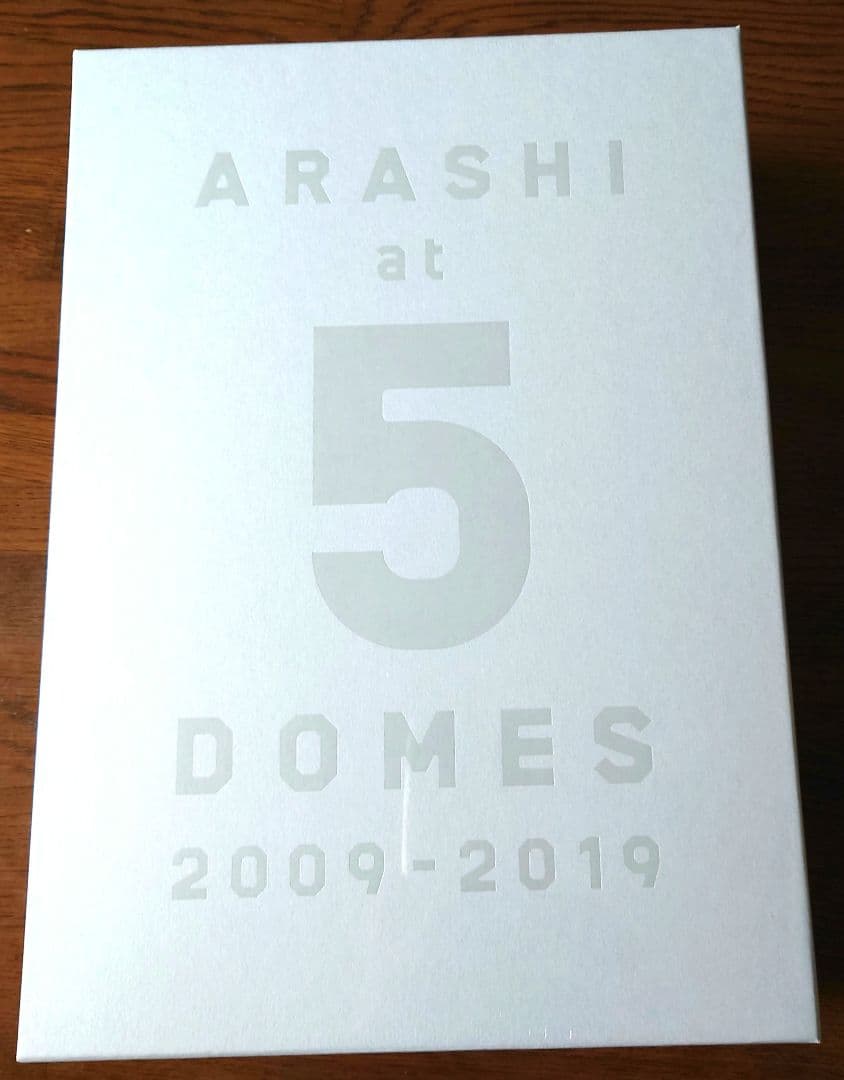 ARASHI
at
5
DOMES
2009-2019